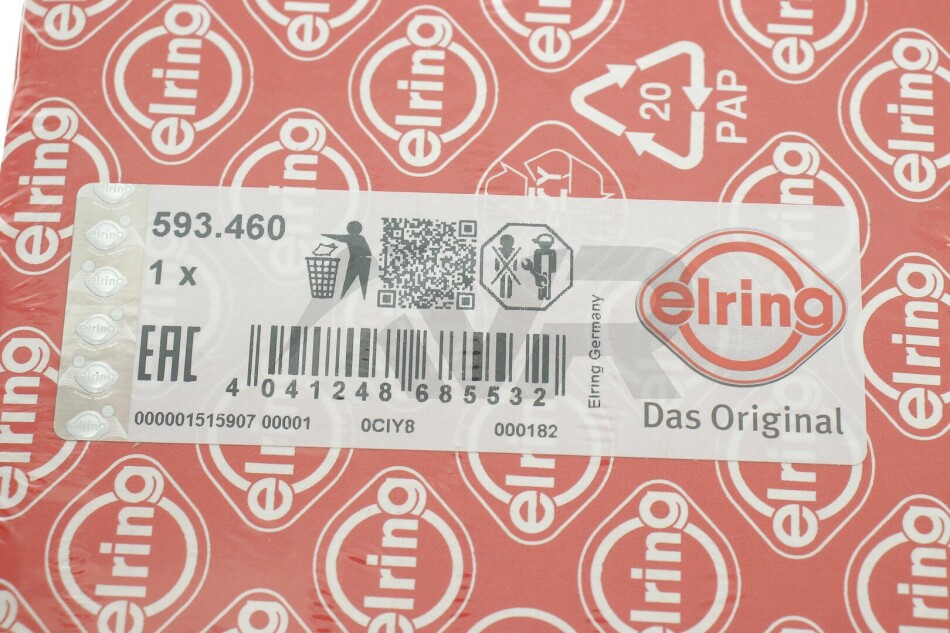 20
PAP
593.460
1 x
EAC
4 041248 685532
000001515907 00001 0CIY8 000182
Elring Germany
elring
Das Original